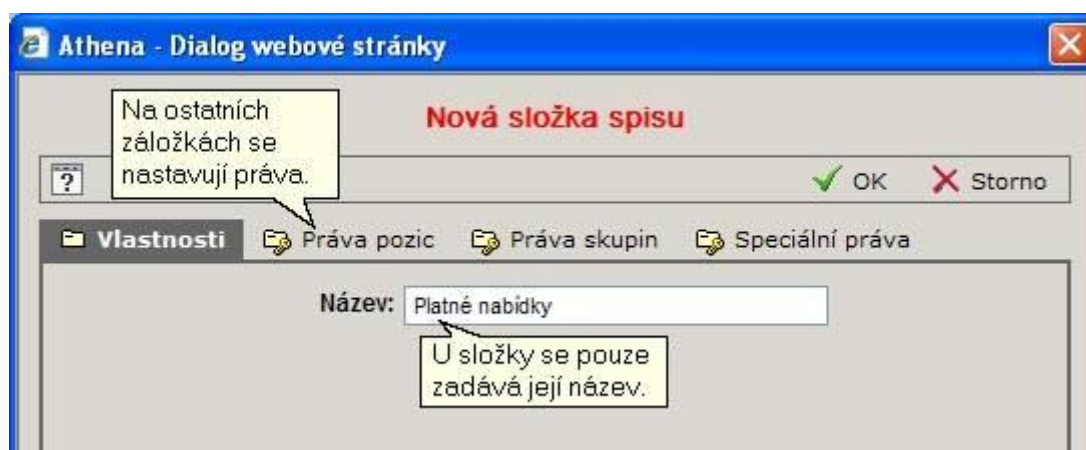 Athena - Dialog webové stránky
Na ostatních
záložkách se
nastavují práva.
Nová složka spisu
? OK Storno
Vlastnosti Práva pozic Práva skupin Speciální práva
Název: Platné nabídky
U složky se pouze
zadává její název.